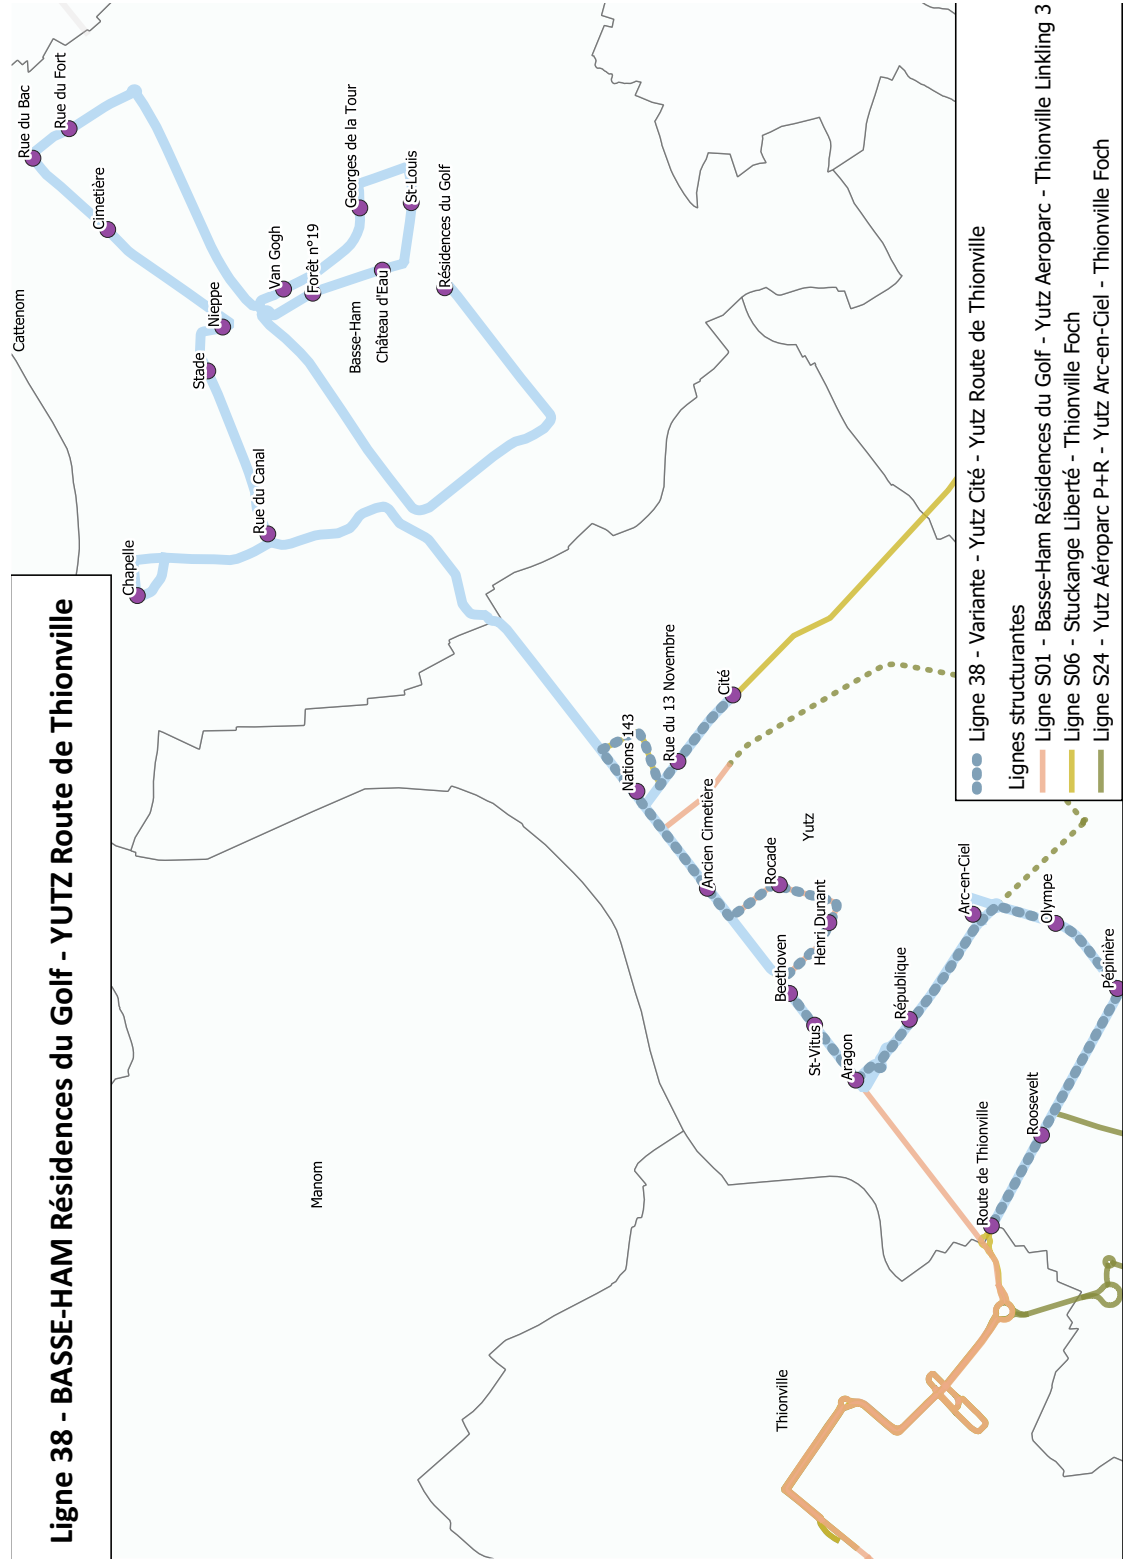 Ligne 38 - BASSE-HAM Résidences du Golf - YUTZ Route de Thionville
Cattenom
Rue du Bac
Rue du Fort
Cimetière
Nieppe
Stade
Rue du Canal
Chapelle
Van Gogh
Forêt n°19
Georges de la Tour
St-Louis
Basse-Ham
Château d'Eau
Résidences du Golf
Nations 143
Rue du 13 Novembre
Cité
Ancien Cimetière
Rocade
Yutz
Henri Dunant
Beethoven
St-Vitus
Aragon
République
Arc-en-Ciel
Olympe
Pépinière
Roosevelt
Route de Thionville
Manom
Thionville
Ligne 38 - Variante - Yutz Cité - Yutz Route de Thionville
Lignes structurantes
Ligne S01 - Basse-Ham Résidences du Golf - Yutz Aeroparc - Thionville Linkling 3
Ligne S06 - Stuckange Liberté - Thionville Foch
Ligne S24 - Yutz Aéroparc P+R - Yutz Arc-en-Ciel - Thionville Foch